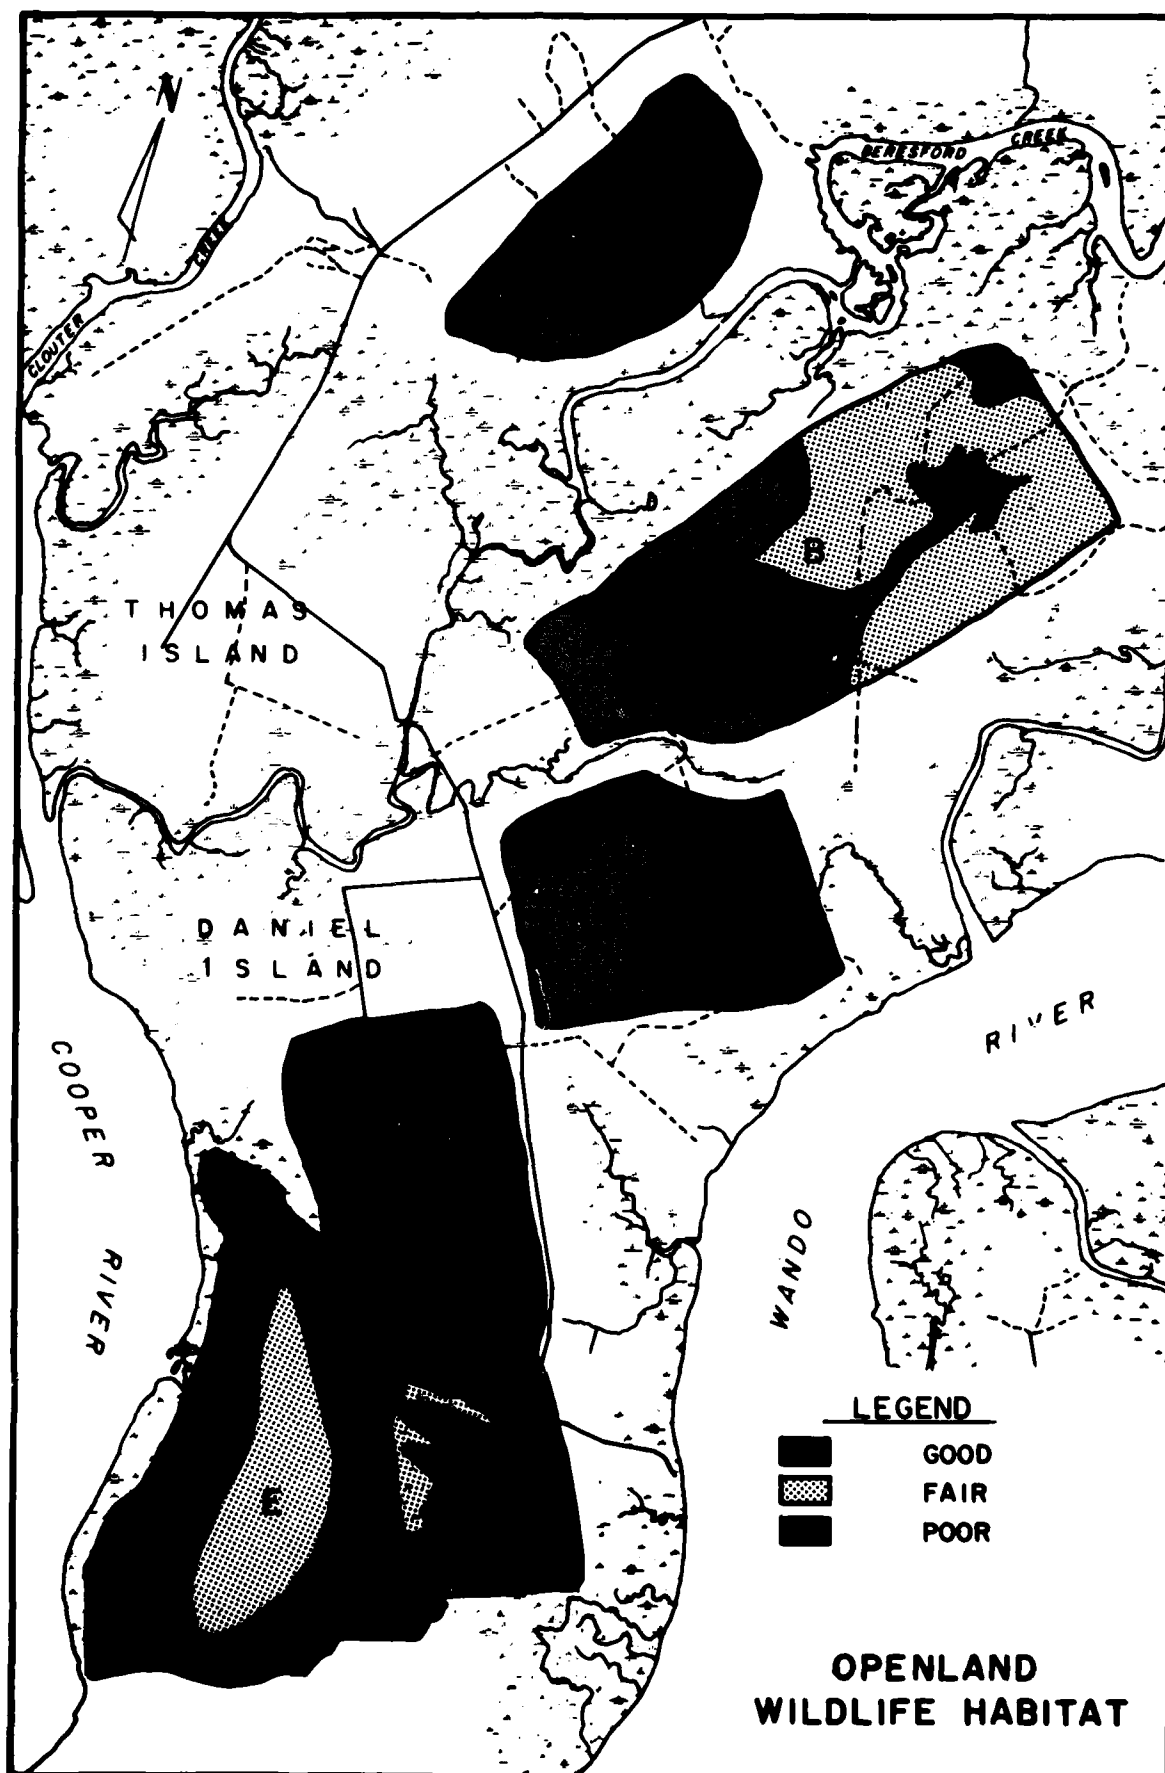 N
CLOUTER
CREEK
BERESFORD CREEK
B
THOMAS
ISLAND
DANIEL
ISLAND
COOPER
RIVER
RIVER
WANDO
E
LEGEND
GOOD
FAIR
POOR
OPENLAND
WILDLIFE HABITAT